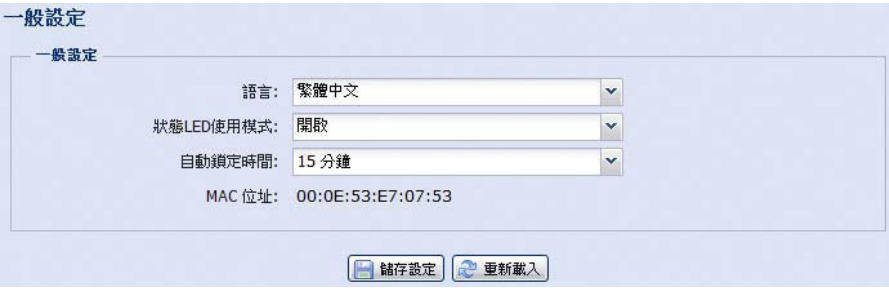 一般設定
一般設定
語言: 繁體中文
狀態LED使用模式: 開啟
自動鎖定時間: 15 分鐘
MAC 位址: 00:0E:53:E7:07:53
儲存設定 重新載入